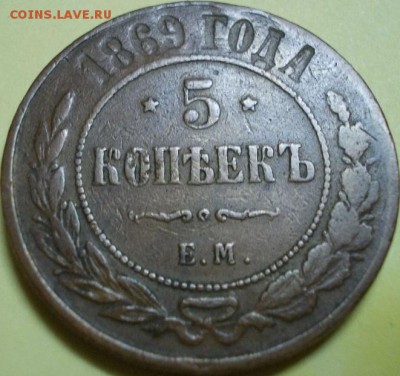 COINS.LAVE.RU
1869 ГОДА
5
КОПѢЕКЪ
Е.М.